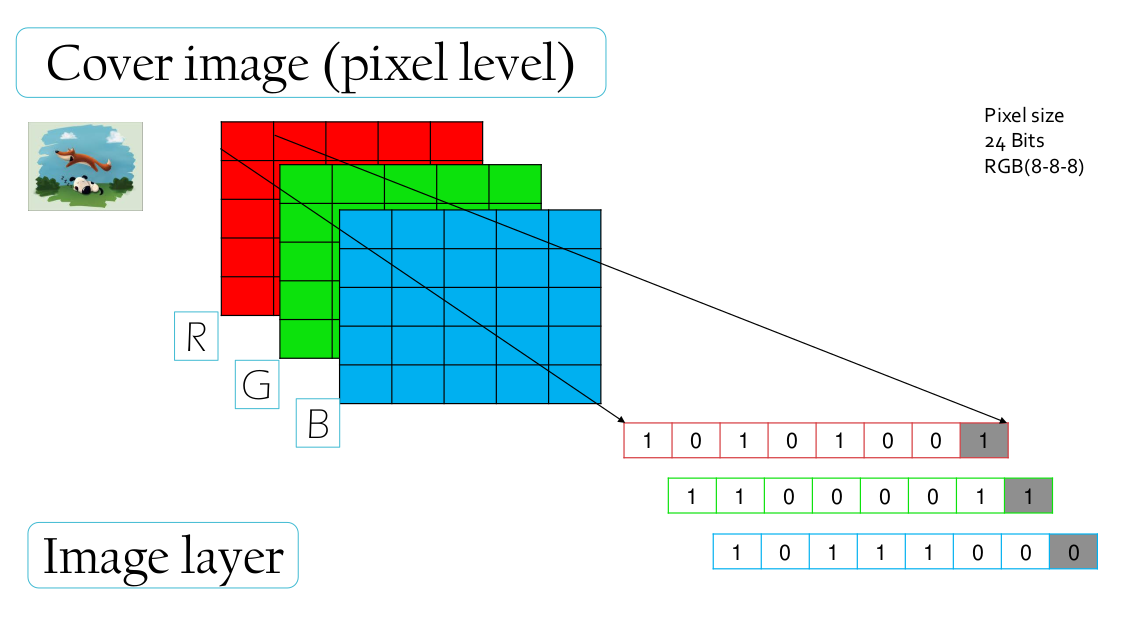 Cover image (pixel level)
Pixel size
24 Bits
RGB(8-8-8)
R
G
B
1 0 1 0 1 0 0 1
1 1 0 0 0 0 1 1
1 0 1 1 1 0 0 0
Image layer